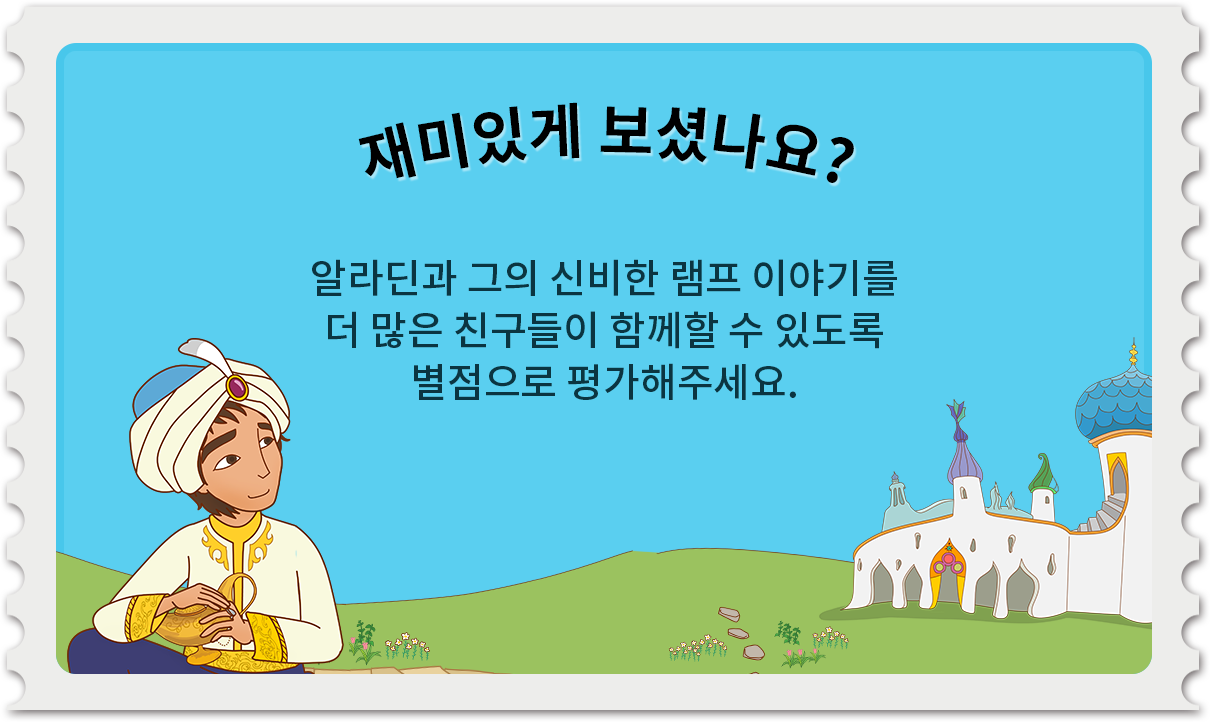 재미있게 보셨나요?
알라딘과 그의 신비한 램프 이야기를
더 많은 친구들이 함께할 수 있도록
별점으로 평가해주세요.